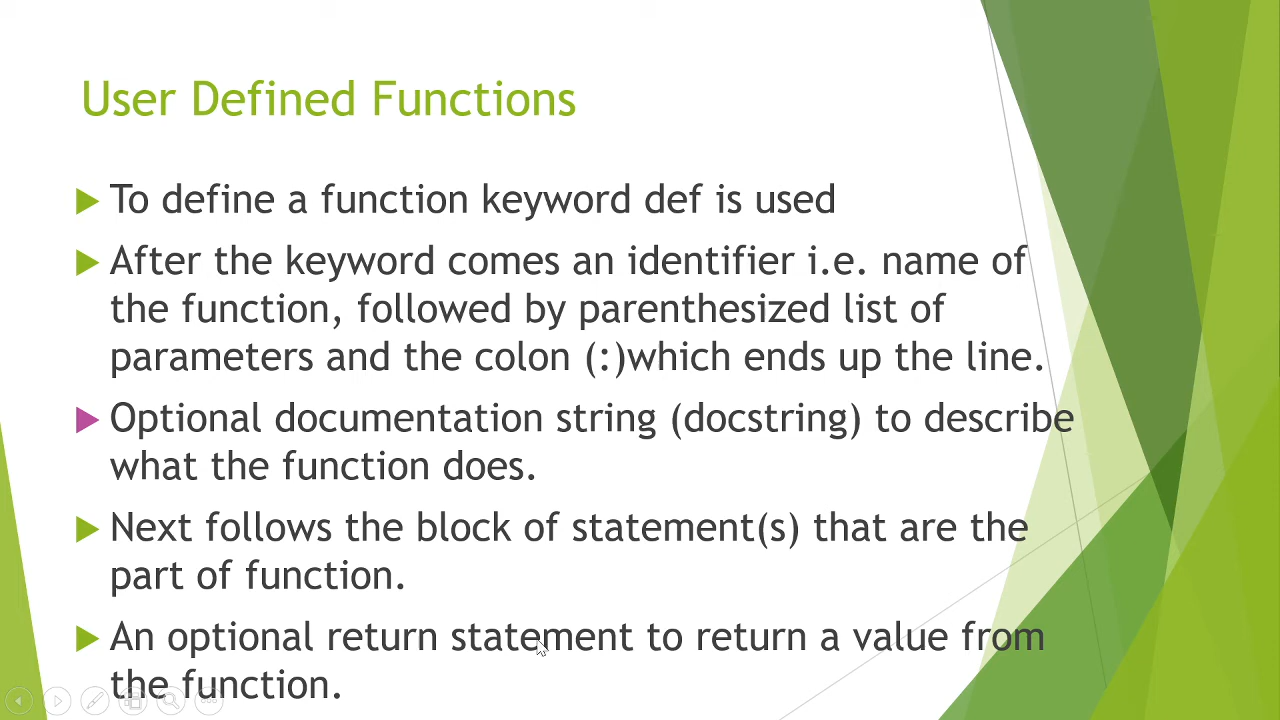 User Defined Functions
To define a function keyword def is used
After the keyword comes an identifier i.e. name of
the function, followed by parenthesized list of
parameters and the colon (:)which ends up the line.
Optional documentation string (docstring) to describe
what the function does.
Next follows the block of statement(s) that are the
part of function.
An optional return statement to return a value from
the function.